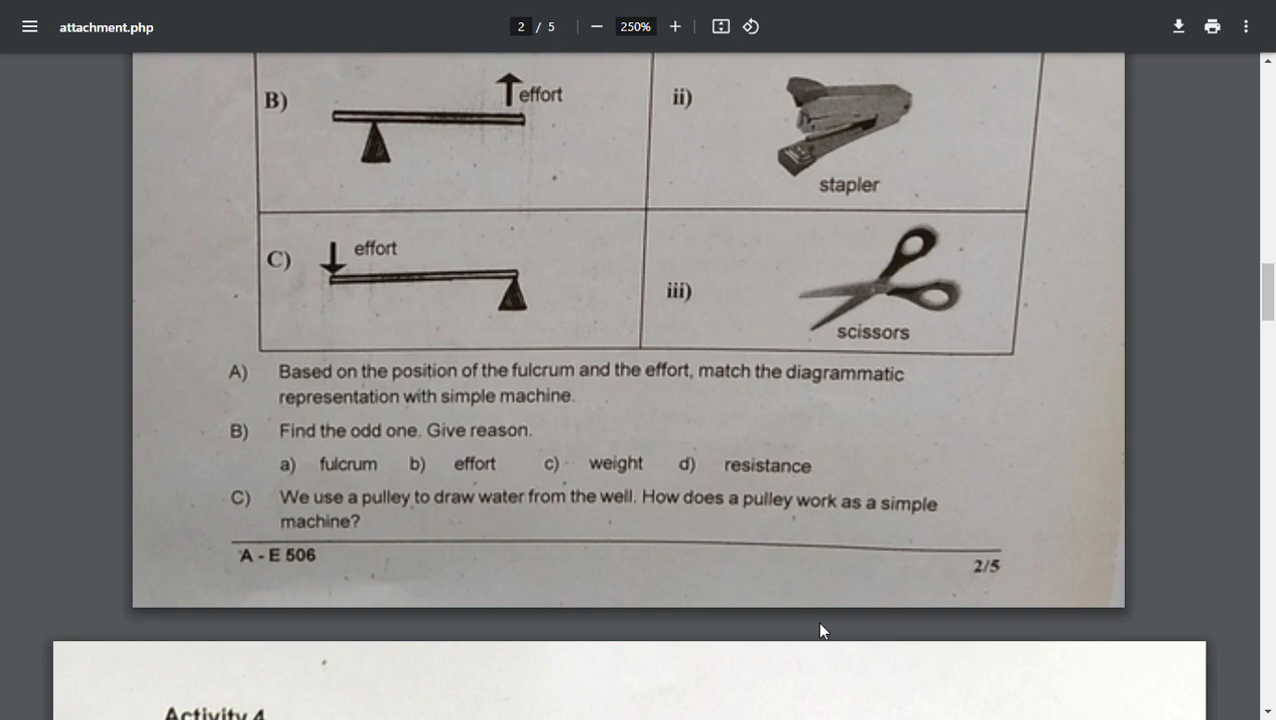 attachment.php
2 / 5
250%
B)
effort
ii)
stapler
C)
effort
iii)
scissors
A) Based on the position of the fulcrum and the effort, match the diagrammatic
representation with simple machine.
B) Find the odd one. Give reason.
a) fulcrum b) effort c) weight d) resistance
C) We use a pulley to draw water from the well. How does a pulley work as a simple
machine?
A - E 506
2/5
Activity 4